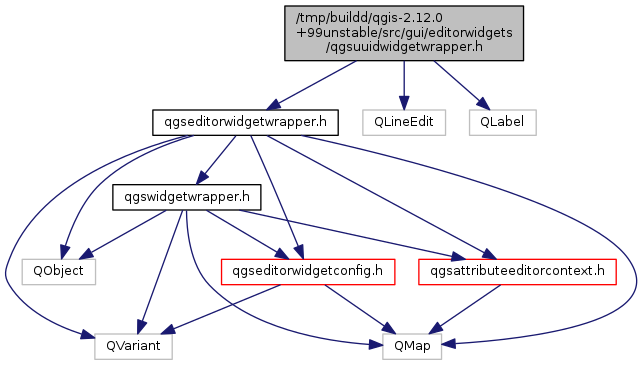 /tmp/buildd/qgis-2.12.0
+99unstable/src/gui/editorwidgets
/qgsuuidwidgetwrapper.h
qgseditorwidgetwrapper.h
QLineEdit
QLabel
qgswidgetwrapper.h
QObject
qgseditorwidgetconfig.h
qgsattributeeditorcontext.h
QVariant
QMap